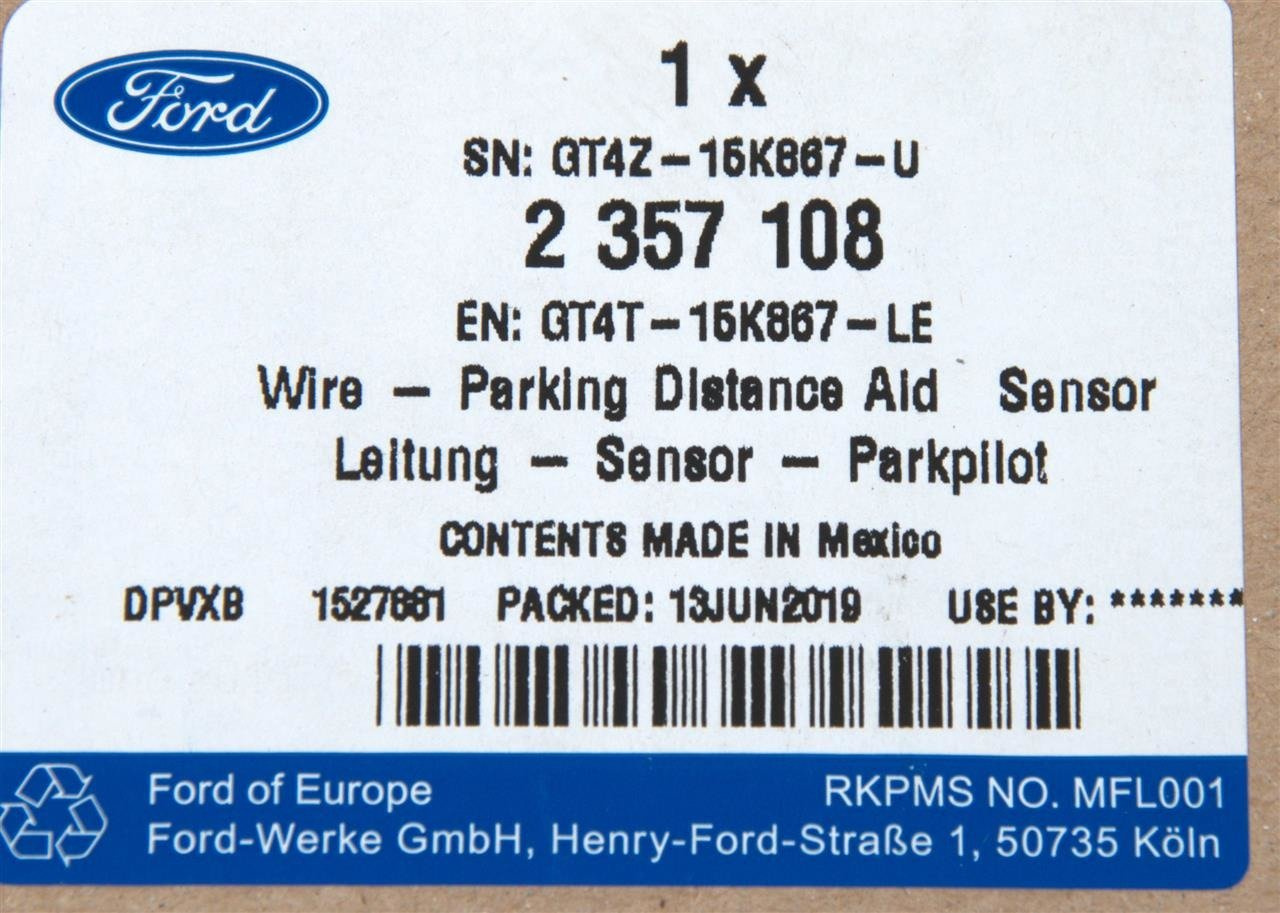 Ford
1 x
SN: GT4Z-15K867-U
2 357 108
EN: GT4T-15K867-LE
Wire - Parking Distance Aid Sensor
Leitung - Sensor - Parkpilot
CONTENTS MADE IN Mexico
DPVXB 1527881 PACKED: 13JUN2019 USE BY: *******
Ford of Europe RKPMS NO. MFL001
Ford-Werke GmbH, Henry-Ford-Straße 1, 50735 Köln